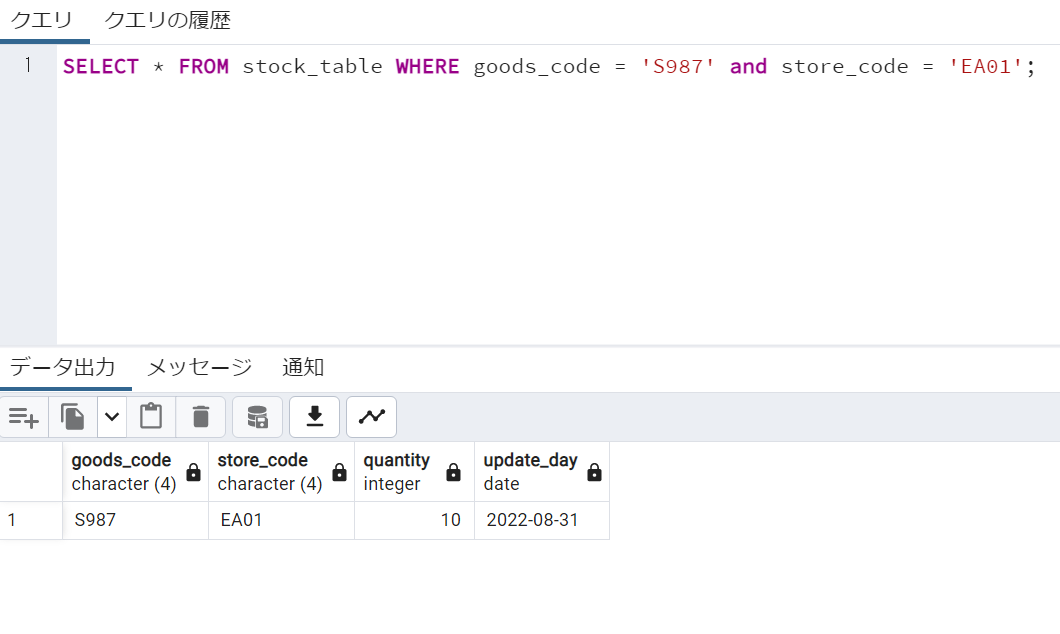 クエリ クエリの履歴
1 SELECT * FROM stock_table WHERE goods_code = 'S987' and store_code = 'EA01';
データ出力 メッセージ 通知
goods_code store_code quantity update_day
character (4) character (4) integer date
1 S987 EA01 10 2022-08-31